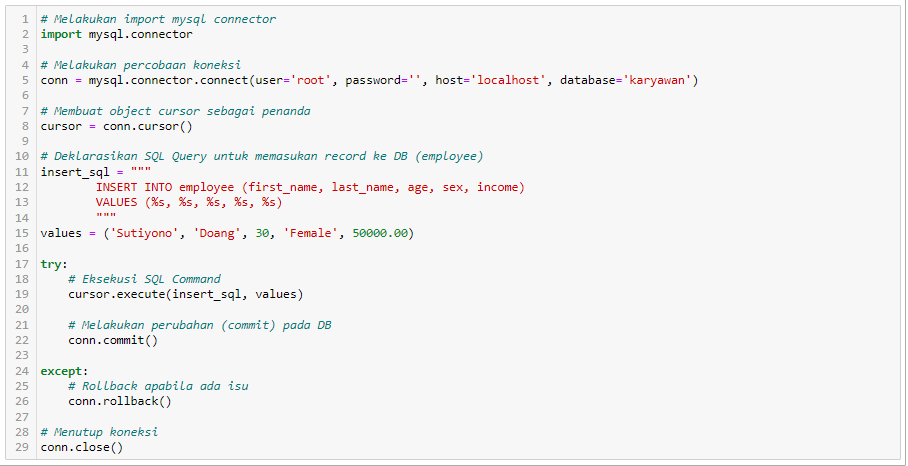 1 # Melakukan import mysql connector
2 import mysql.connector
3
4 # Melakukan percobaan koneksi
5 conn = mysql.connector.connect(user='root', password='', host='localhost', database='karyawan')
6
7 # Membuat object cursor sebagai penanda
8 cursor = conn.cursor()
9
10 # Deklarasikan SQL Query untuk memasukan record ke DB (employee)
11 insert_sql = """
12         INSERT INTO employee (first_name, last_name, age, sex, income)
13         VALUES (%s, %s, %s, %s, %s)
14         """
15 values = ('Sutiyono', 'Doang', 30, 'Female', 50000.00)
16
17 try:
18     # Eksekusi SQL Command
19     cursor.execute(insert_sql, values)
20
21     # Melakukan perubahan (commit) pada DB
22     conn.commit()
23
24 except:
25     # Rollback apabila ada isu
26     conn.rollback()
27
28 # Menutup koneksi
29 conn.close()